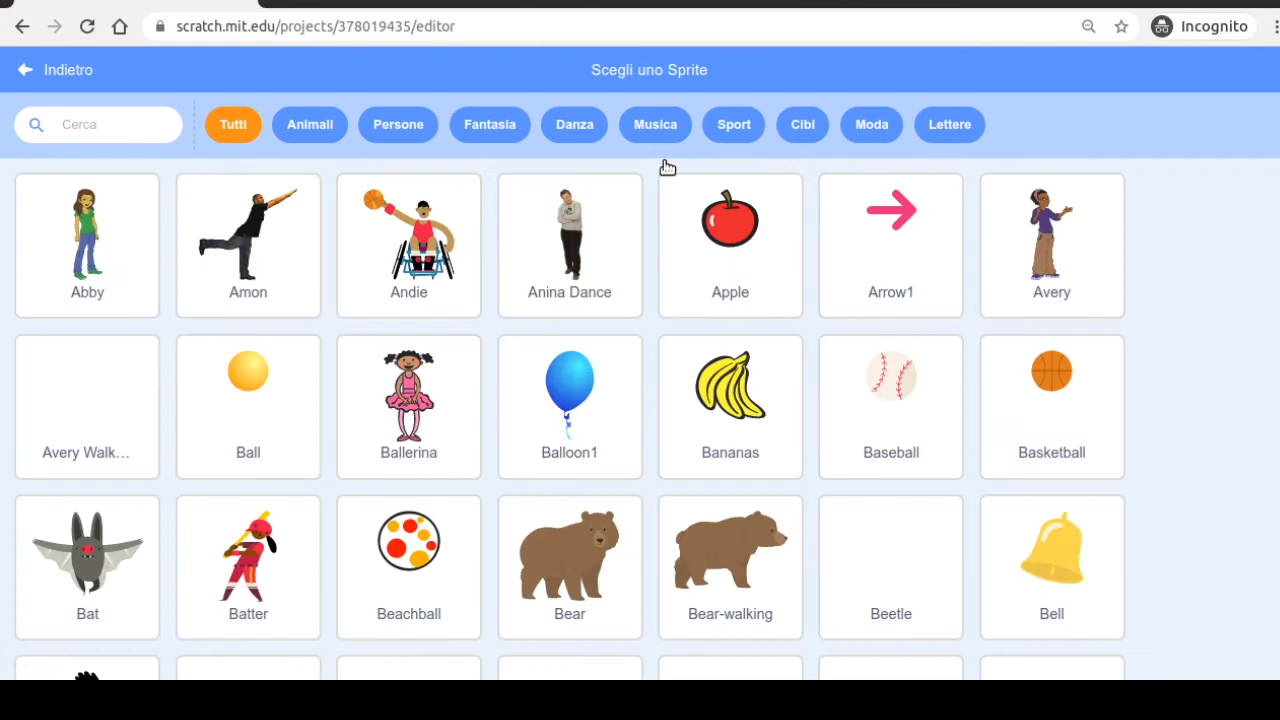 scratch.mit.edu/projects/378019435/editor
Incognito
Indietro
Scegli uno Sprite
Cerca
Tutti
Animali
Persone
Fantasia
Danza
Musica
Sport
Cibi
Moda
Lettere
Abby
Amon
Andie
Anina Dance
Apple
Arrow1
Avery
Avery Walk...
Ball
Ballerina
Balloon1
Bananas
Baseball
Basketball
Bat
Batter
Beachball
Bear
Bear-walking
Beetle
Bell